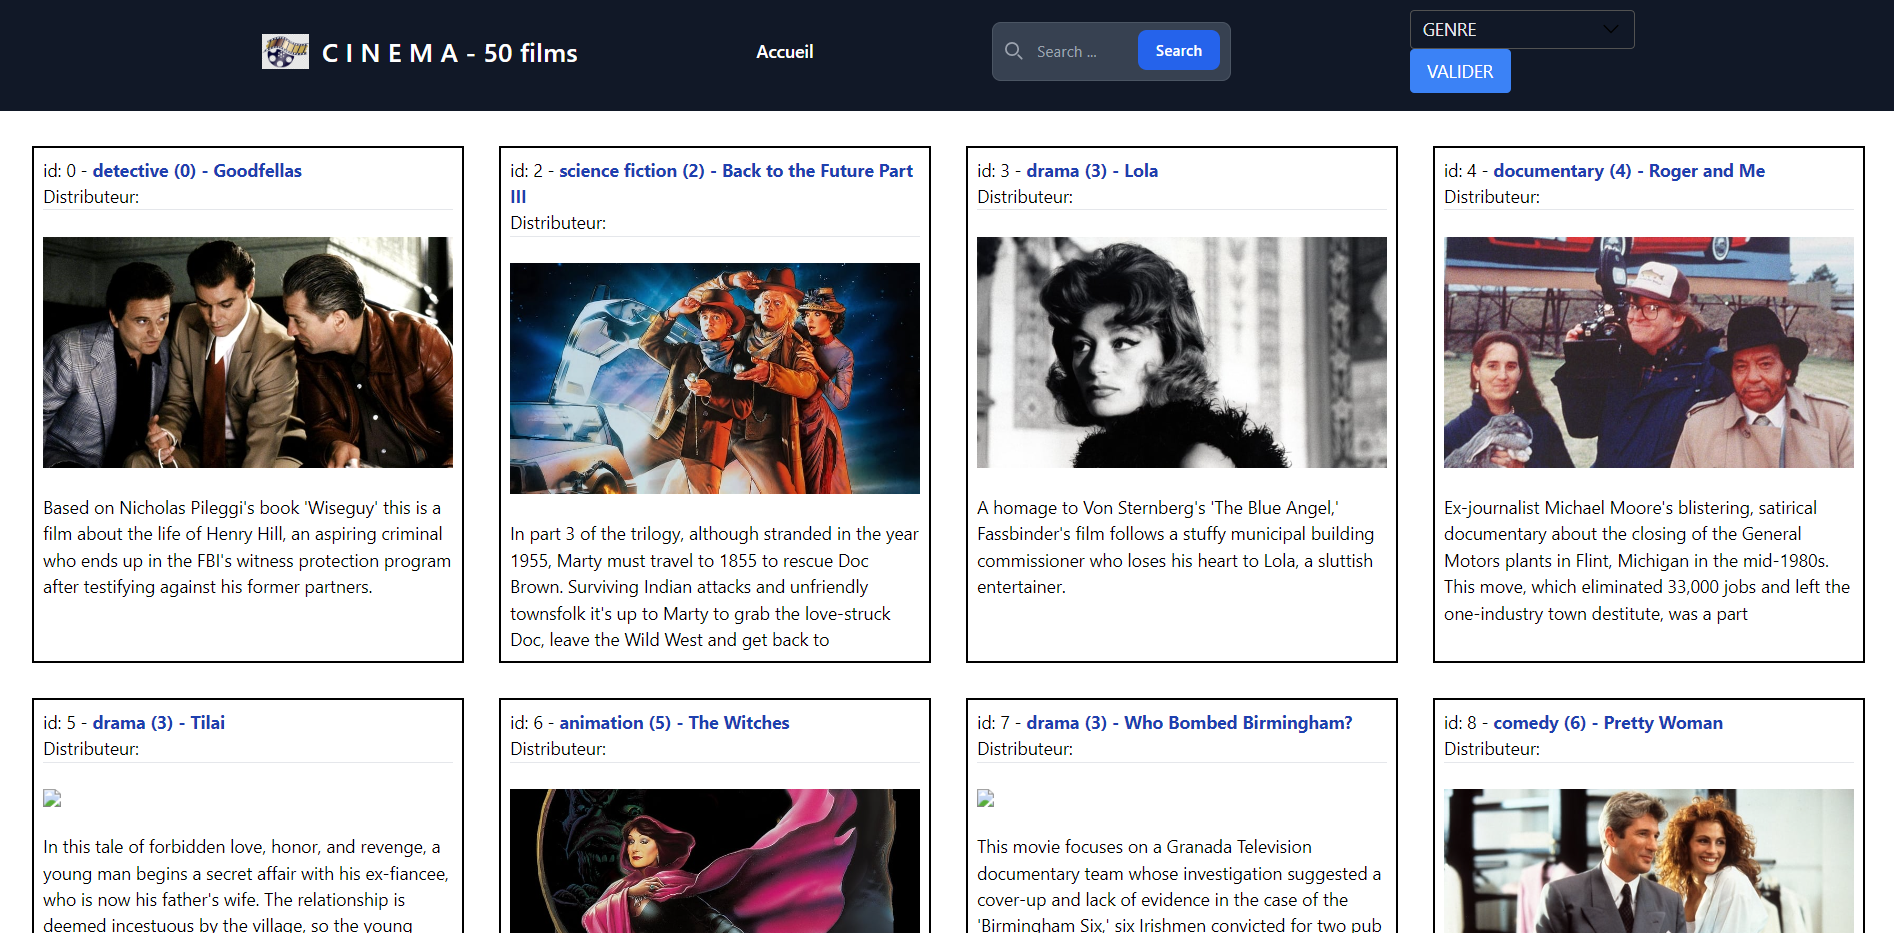 C I N E M A - 50 films
Accueil
Search ...
Search
GENRE
VALIDER
id: 0 - detective (0) - Goodfellas
Distributeur:
Based on Nicholas Pileggi's book 'Wiseguy' this is a
film about the life of Henry Hill, an aspiring criminal
who ends up in the FBI's witness protection program
after testifying against his former partners.
id: 2 - science fiction (2) - Back to the Future Part
III
Distributeur:
In part 3 of the trilogy, although stranded in the year
1955, Marty must travel to 1855 to rescue Doc
Brown. Surviving Indian attacks and unfriendly
townsfolk it's up to Marty to grab the love-struck
Doc, leave the Wild West and get back to
id: 3 - drama (3) - Lola
Distributeur:
A homage to Von Sternberg's 'The Blue Angel,'
Fassbinder's film follows a stuffy municipal building
commissioner who loses his heart to Lola, a sluttish
entertainer.
id: 4 - documentary (4) - Roger and Me
Distributeur:
Ex-journalist Michael Moore's blistering, satirical
documentary about the closing of the General
Motors plants in Flint, Michigan in the mid-1980s.
This move, which eliminated 33,000 jobs and left the
one-industry town destitute, was a part
id: 5 - drama (3) - Tilai
Distributeur:
In this tale of forbidden love, honor, and revenge, a
young man begins a secret affair with his ex-fiancee,
who is now his father's wife. The relationship is
deemed incestuous by the village, so the young
id: 6 - animation (5) - The Witches
Distributeur:
id: 7 - drama (3) - Who Bombed Birmingham?
Distributeur:
This movie focuses on a Granada Television
documentary team whose investigation suggested a
cover-up and lack of evidence in the case of the
'Birmingham Six,' six Irishmen convicted for two pub
id: 8 - comedy (6) - Pretty Woman
Distributeur: